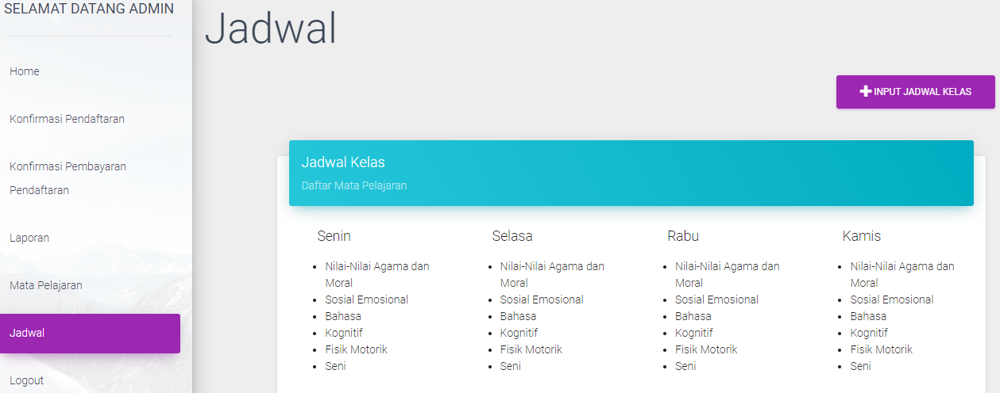 SELAMAT DATANG ADMIN
Home
Konfirmasi Pendaftaran
Konfirmasi Pembayaran
Pendaftaran
Laporan
Mata Pelajaran
Jadwal
Logout
Jadwal
INPUT JADWAL KELAS
Jadwal Kelas
Daftar Mata Pelajaran
Senin
Nilai-Nilai Agama dan
Moral
Sosial Emosional
Bahasa
Kognitif
Fisik Motorik
Seni
Selasa
Nilai-Nilai Agama dan
Moral
Sosial Emosional
Bahasa
Kognitif
Fisik Motorik
Seni
Rabu
Nilai-Nilai Agama dan
Moral
Sosial Emosional
Bahasa
Kognitif
Fisik Motorik
Seni
Kamis
Nilai-Nilai Agama dan
Moral
Sosial Emosional
Bahasa
Kognitif
Fisik Motorik
Seni